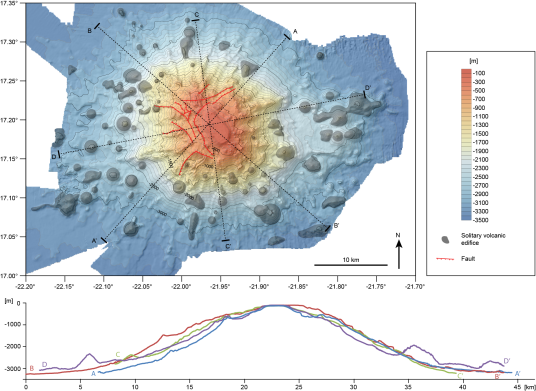 17.35°
17.30°
17.25°
17.20°
17.15°
17.10°
17.05°
17.00°
-22.20° -22.15° -22.10° -22.05° -22.00° -21.95° -21.90° -21.85° -21.80° -21.75° -21.70°
C
B
A
D'
D
A'
C'
B'
N
10 km
[m]
-100
-300
-500
-700
-900
-1100
-1300
-1500
-1700
-1900
-2100
-2300
-2500
-2700
-2900
-3100
-3300
-3500
Solitary volcanic
edifice
Fault
[m]
0
-1000
-2000
-3000
B D C A
D' C' B' A'
0 5 10 15 20 25 30 35 40 45 [km]